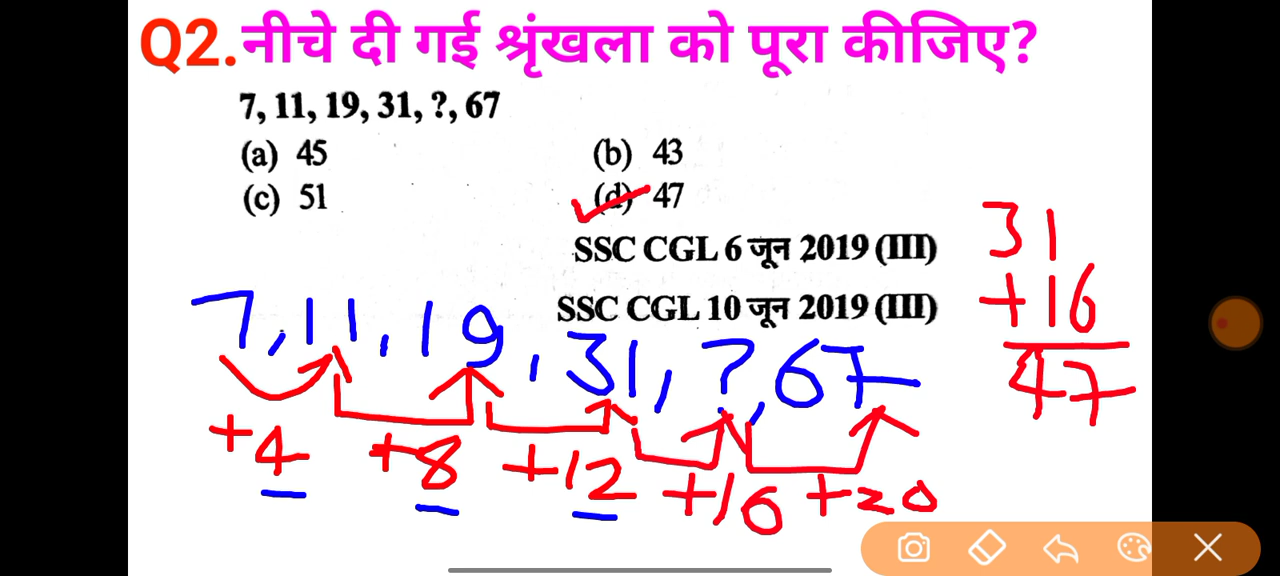 Q2. नीचे दी गई श्रृंखला को पूरा कीजिए?
7, 11, 19, 31, ?, 67
(a) 45 (b) 43
(c) 51 (d) 47
SSC CGL 6 जून 2019 (III)
SSC CGL 10 जून 2019 (III)
31
+16
47
7, 11, 19, 31, ?, 67
+4 +8 +12 +16 +20